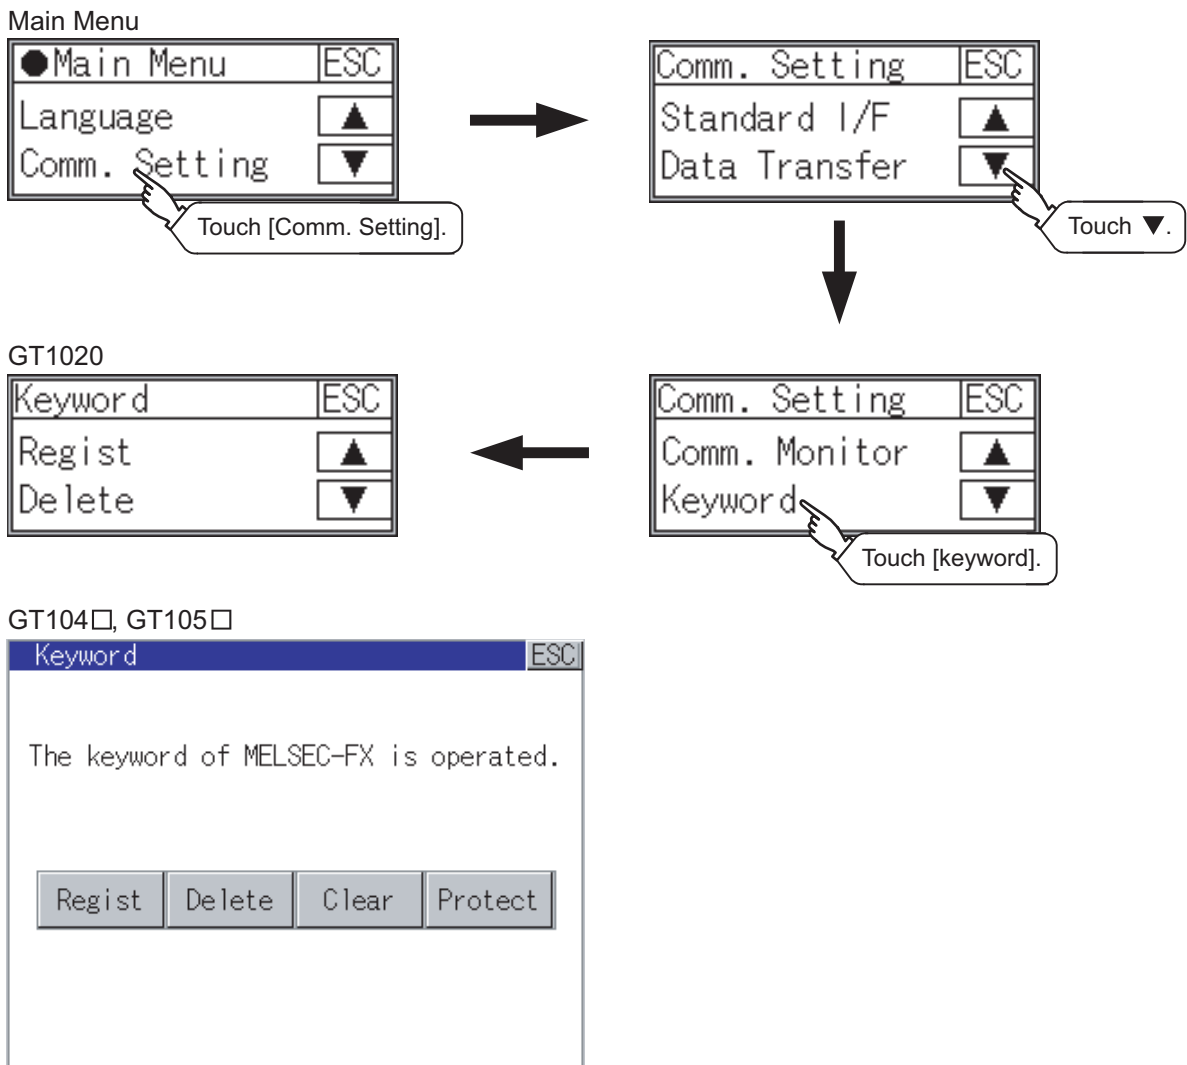 Main Menu
●Main Menu ESC
Language ▲
Comm. Setting ▼
Touch [Comm. Setting].
Comm. Setting ESC
Standard I/F ▲
Data Transfer ▼
Touch ▼.
GT1020
Keyword ESC
Regist ▲
Delete ▼
Comm. Setting ESC
Comm. Monitor ▲
Keyword ▼
Touch [keyword].
GT104□, GT105□
Keyword ESC
The keyword of MELSEC-FX is operated.
Regist Delete Clear Protect